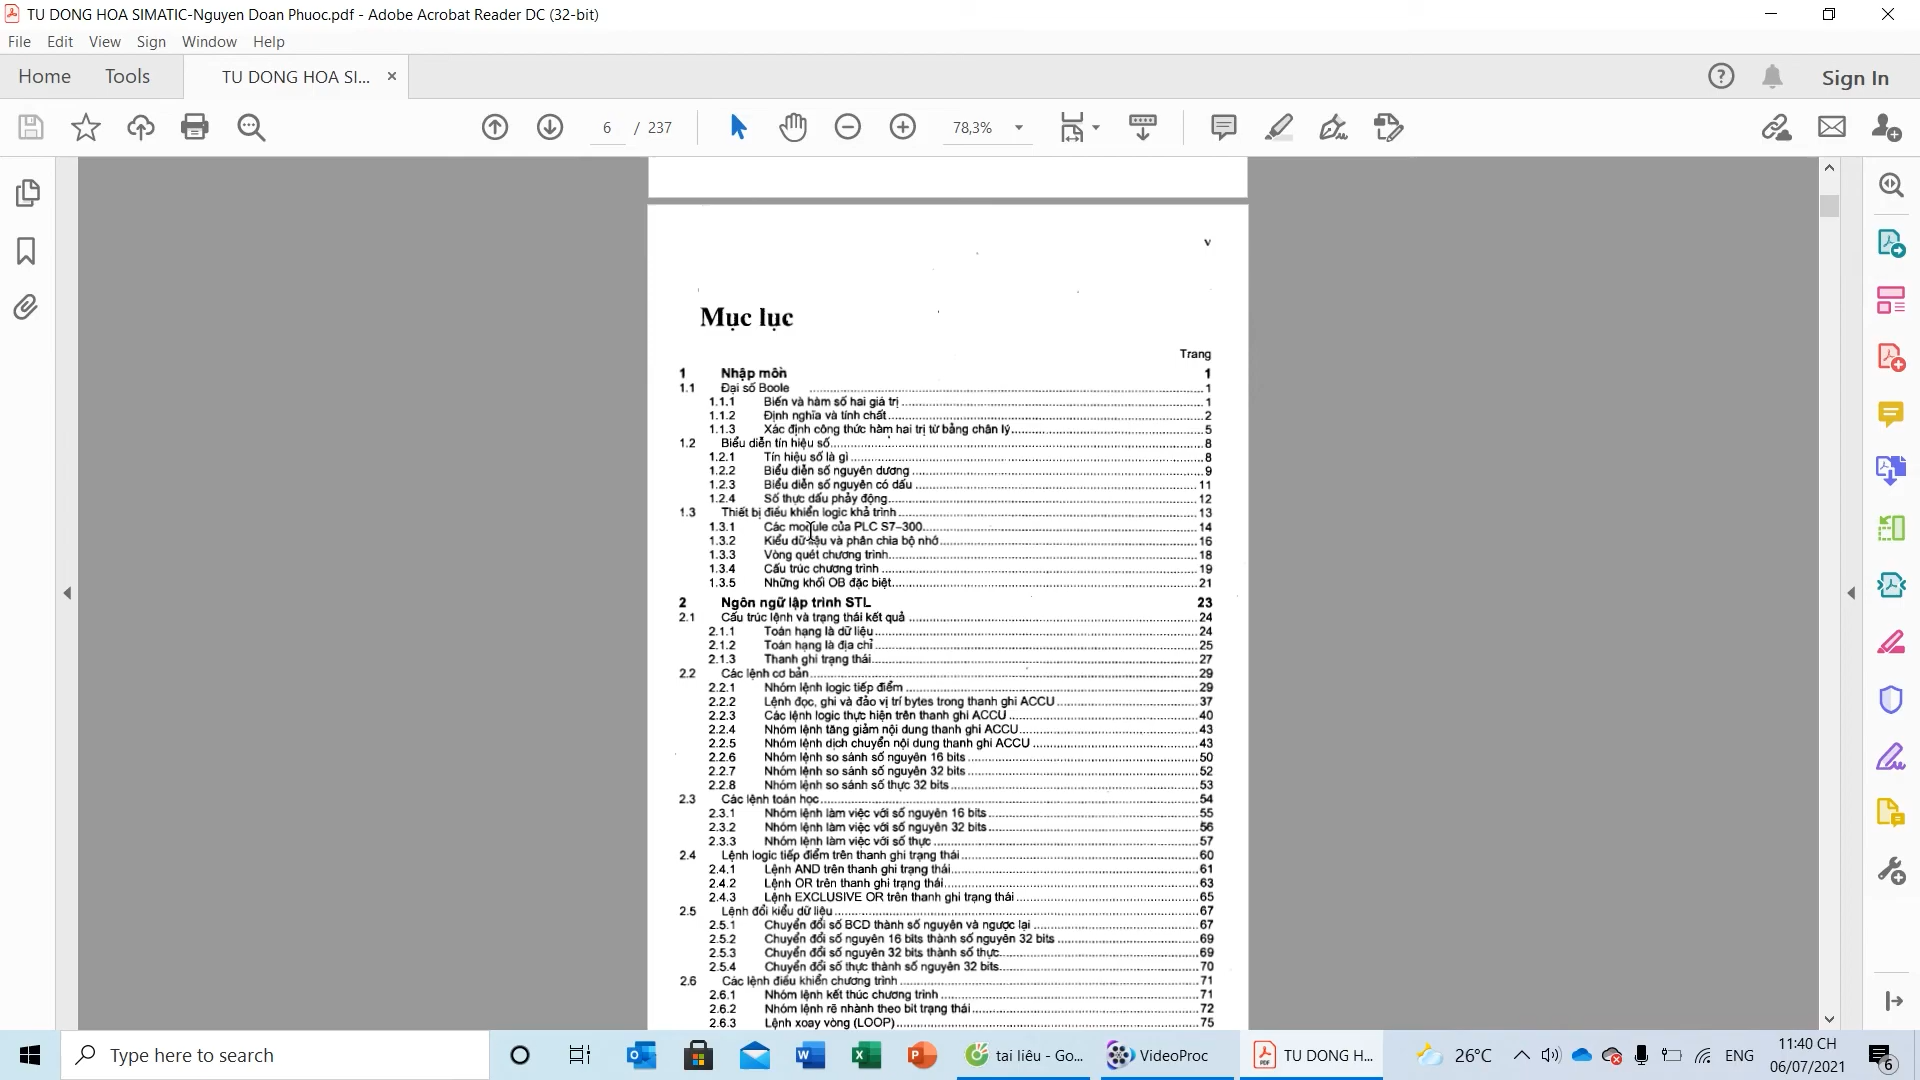 TU DONG HOA SIMATIC-Nguyen Doan Phuoc.pdf - Adobe Acrobat Reader DC (32-bit)
File Edit View Sign Window Help
Home Tools TU DONG HOA SI... Sign In
6 / 237 78,3%
v
Mục lục
Trang
1 Nhập môn 1
1.1 Đại số Boole 1
1.1.1 Biến và hàm số hai giá trị 1
1.1.2 Định nghĩa và tính chất 2
1.1.3 Xác định công thức hàm hai trị từ bảng chân lý 5
1.2 Biểu diễn tín hiệu số 8
1.2.1 Tín hiệu số là gì 8
1.2.2 Biểu diễn số nguyên dương 9
1.2.3 Biểu diễn số nguyên có dấu 11
1.2.4 Số thực dấu phảy động 12
1.3 Thiết bị điều khiển logic khả trình 13
1.3.1 Các module của PLC S7–300 14
1.3.2 Kiểu dữ liệu và phân chia bộ nhớ 16
1.3.3 Vòng quét chương trình 18
1.3.4 Cấu trúc chương trình 19
1.3.5 Những khối OB đặc biệt 21
2 Ngôn ngữ lập trình STL 23
2.1 Cấu trúc lệnh và trạng thái kết quả 24
2.1.1 Toán hạng là dữ liệu 24
2.1.2 Toán hạng là địa chỉ 25
2.1.3 Thanh ghi trạng thái 27
2.2 Các lệnh cơ bản 29
2.2.1 Nhóm lệnh logic tiếp điểm 29
2.2.2 Lệnh đọc, ghi và đảo vị trí bytes trong thanh ghi ACCU 37
2.2.3 Các lệnh logic thực hiện trên thanh ghi ACCU 40
2.2.4 Nhóm lệnh tăng giảm nội dung thanh ghi ACCU 43
2.2.5 Nhóm lệnh dịch chuyển nội dung thanh ghi ACCU 43
2.2.6 Nhóm lệnh so sánh số nguyên 16 bits 50
2.2.7 Nhóm lệnh so sánh số nguyên 32 bits 52
2.2.8 Nhóm lệnh so sánh số thực 32 bits 53
2.3 Các lệnh toán học 54
2.3.1 Nhóm lệnh làm việc với số nguyên 16 bits 55
2.3.2 Nhóm lệnh làm việc với số nguyên 32 bits 56
2.3.3 Nhóm lệnh làm việc với số thực 57
2.4 Lệnh logic tiếp điểm trên thanh ghi trạng thái 60
2.4.1 Lệnh AND trên thanh ghi trạng thái 61
2.4.2 Lệnh OR trên thanh ghi trạng thái 63
2.4.3 Lệnh EXCLUSIVE OR trên thanh ghi trạng thái 65
2.5 Lệnh đổi kiểu dữ liệu 67
2.5.1 Chuyển đổi số BCD thành số nguyên và ngược lại 67
2.5.2 Chuyển đổi số nguyên 16 bits thành số nguyên 32 bits 69
2.5.3 Chuyển đổi số nguyên 32 bits thành số thực 69
2.5.4 Chuyển đổi số thực thành số nguyên 32 bits 70
2.6 Các lệnh điều khiển chương trình 71
2.6.1 Nhóm lệnh kết thúc chương trình 71
2.6.2 Nhóm lệnh rẽ nhánh theo bit trạng thái 72
2.6.3 Lệnh xoay vòng (LOOP) 75
Type here to search
tai liêu - Go...
VideoProc
TU DONG H...
26°C
ENG
11:40 CH
06/07/2021
6